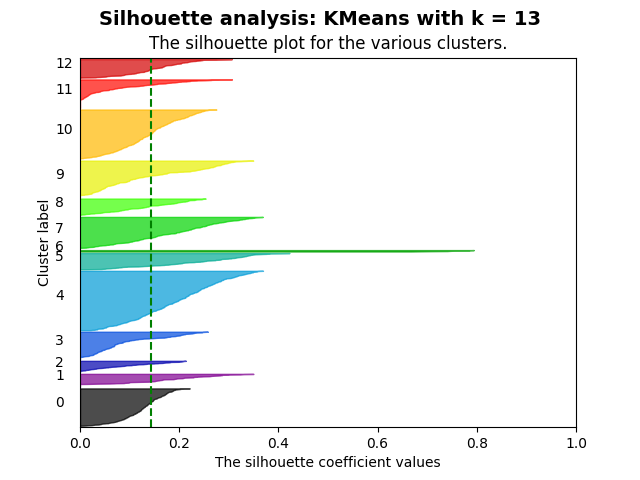 Silhouette analysis: KMeans with k = 13
The silhouette plot for the various clusters.
12
11
10
9
8
7
6
5
4
3
2
1
0
Cluster label
0.0 0.2 0.4 0.6 0.8 1.0
The silhouette coefficient values